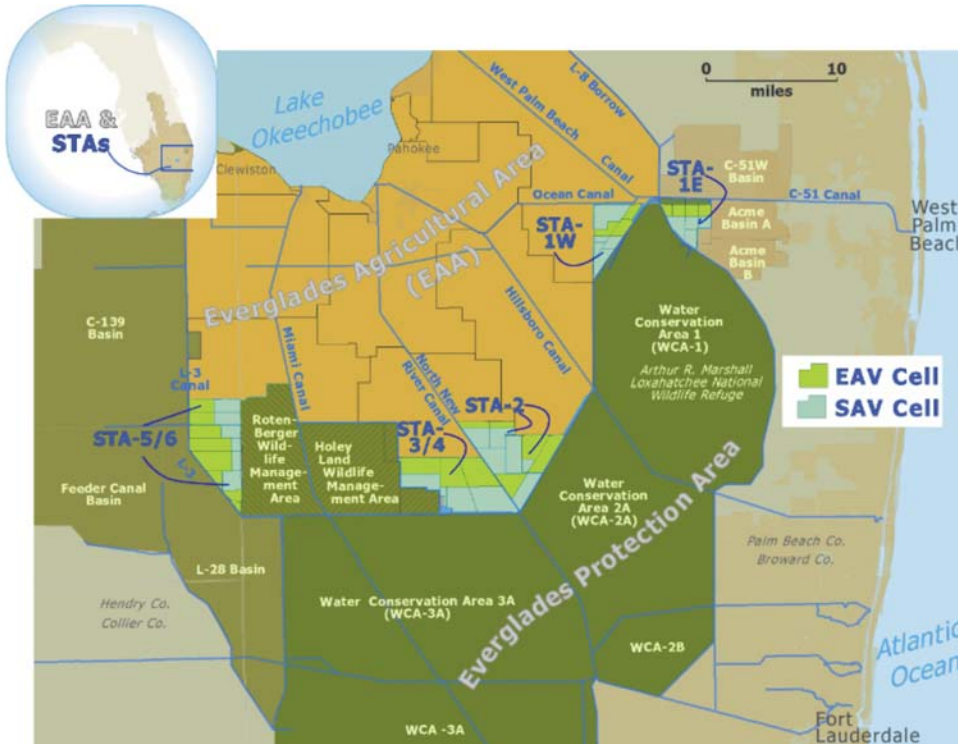 EAA &
STAs
Lake
Okeechobee
Clewiston
Pahokee
West Palm Beach
Canal
L-8 Borrow
0 10
miles
STA-
1E
C-51W
Basin
Ocean Canal
C-51 Canal
West
Palm
Beach
Acme
Basin A
Acme
Basin
B
STA-
1W
Everglades Agricultural Area
(EAA)
C-139
Basin
Miami Canal
North New
River Canal
Hillsboro Canal
Water
Conservation
Area 1
(WCA-1)
Arthur R. Marshall
Loxahatchee National
Wildlife Refuge
EAV Cell
SAV Cell
L-3
Canal
STA-5/6
L-3
Roten-
Berger
Wild-
life
Manage-
ment
Area
Holey
Land
Wildlife
Manage-
ment Area
STA-
3/4
STA-2
Feeder Canal
Basin
Water
Conservation
Area 2A
(WCA-2A)
Everglades Protection Area
Palm Beach Co.
Broward Co.
L-28 Basin
Hendry Co.
Collier Co.
Water Conservation Area 3A
(WCA-3A)
WCA-2B
Atlantic
Ocean
WCA -3A
Fort
Lauderdale